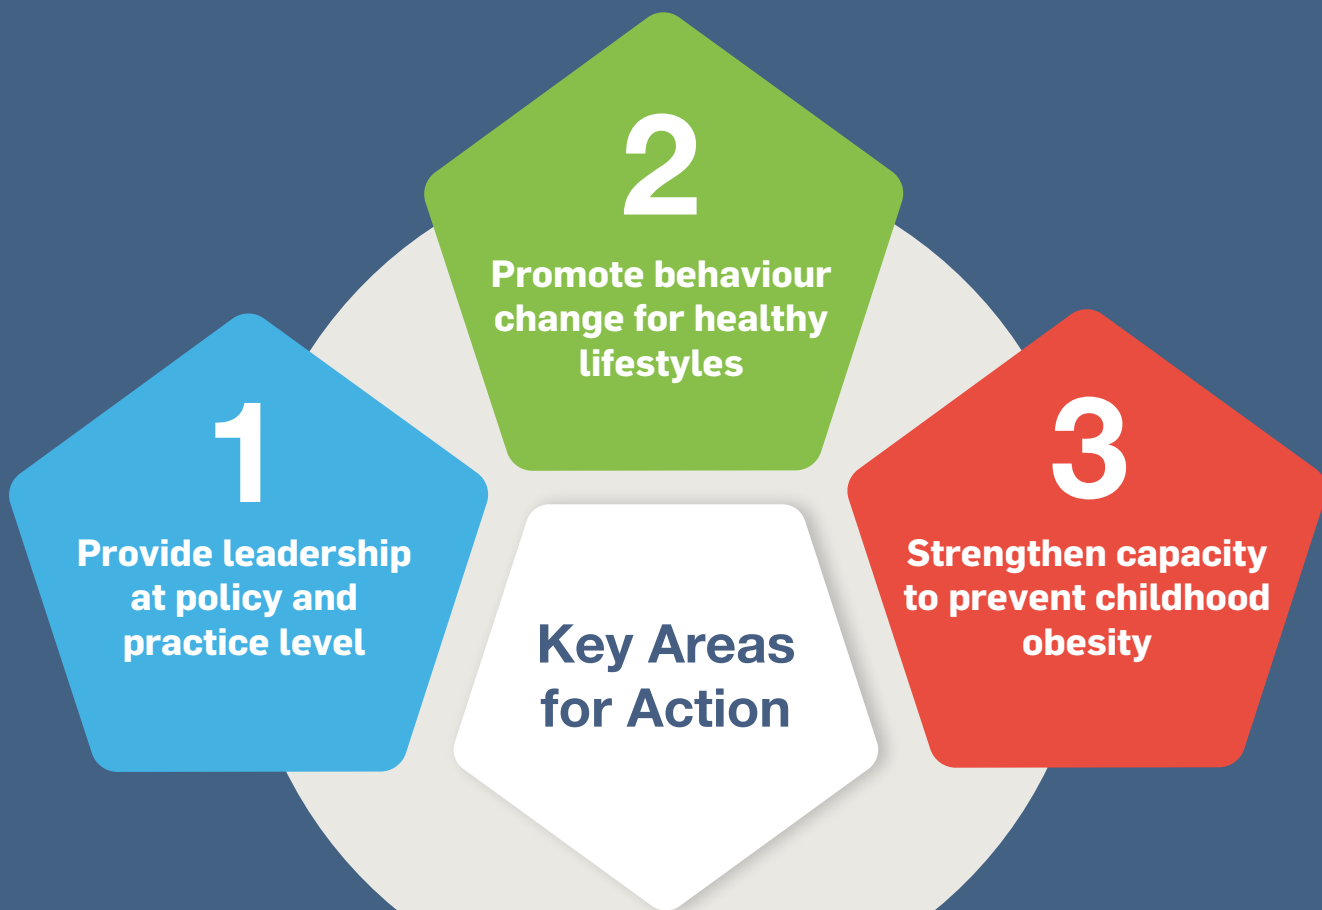 1
Provide leadership
at policy and
practice level
2
Promote behaviour
change for healthy
lifestyles
3
Strengthen capacity
to prevent childhood
obesity
Key Areas
for Action